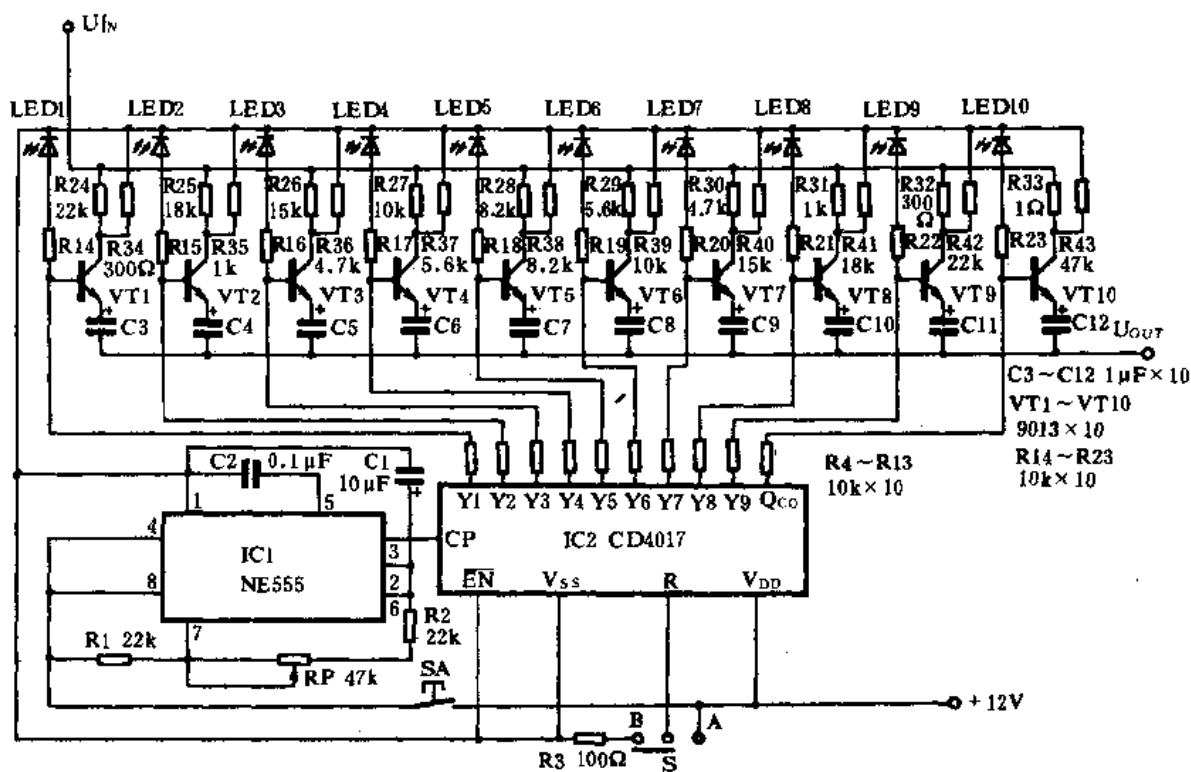 UIN
LED1 LED2 LED3 LED4 LED5 LED6 LED7 LED8 LED9 LED10
R24 R25 R26 R27 R28 R29 R30 R31 R32 R33
22k 18k 15k 10k 8.2k 5.6k 4.7k 1k 300Ω 1Ω
R14 R15 R16 R17 R18 R19 R20 R21 R22 R23
R34 R35 R36 R37 R38 R39 R40 R41 R42 R43
300Ω 1k 4.7k 5.6k 8.2k 10k 15k 18k 22k 47k
VT1 VT2 VT3 VT4 VT5 VT6 VT7 VT8 VT9 VT10
+ + + + + + + + + +
C3 C4 C5 C6 C7 C8 C9 C10 C11 C12
UOUT
C3~C12 1μF×10
VT1~VT10
9013×10
R14~R23
10k×10
R4~R13
10k×10
C2 0.1μF C1
10μF +
1 5
Y1 Y2 Y3 Y4 Y5 Y6 Y7 Y8 Y9 QCO
4 IC1 3 CP IC2 CD4017
8 NE555 2
6
EN VSS R VDD
7
R1 22k R2
22k
RP 47k SA
+12V
B A
R3 100Ω S